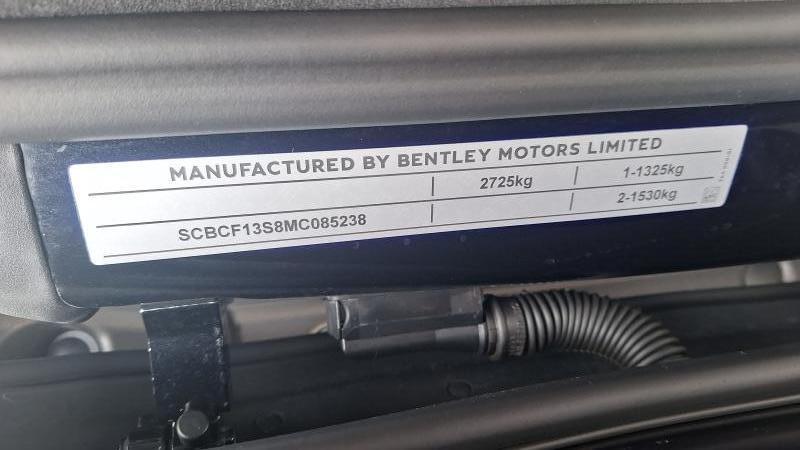 MANUFACTURED BY BENTLEY MOTORS LIMITED
2725kg 1-1325kg
SCBCF13S8MC085238 2-1530kg